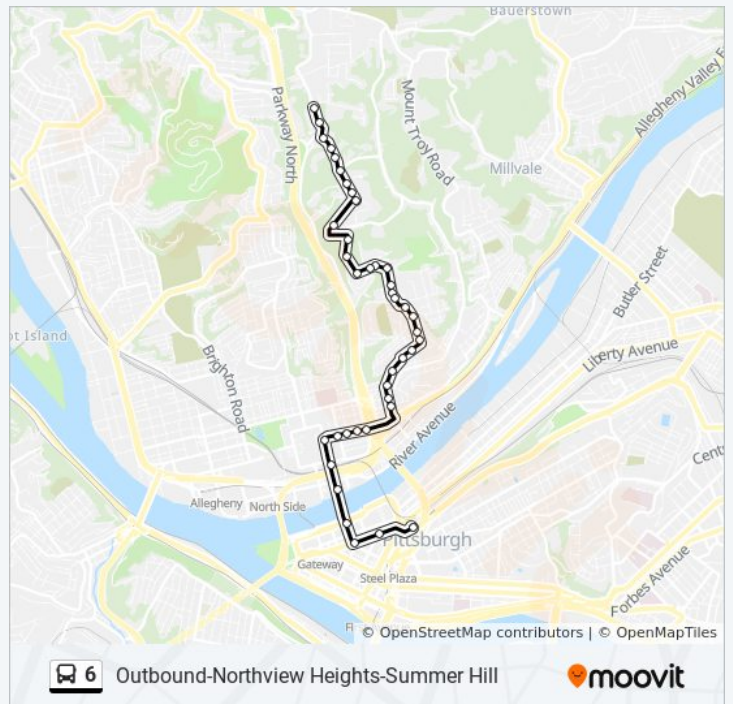 Bauerstown
Allegheny Valley E
Parkway North
Mount Troy Road
Millvale
Butler Street
ot Island
Liberty Avenue
Brighton Road
River Avenue
Cent
Allegheny
North Side
Pittsburgh
Gateway
Steel Plaza
Forbes Avenue
Fi
© OpenStreetMap contributors | © OpenMapTiles
6 Outbound-Northview Heights-Summer Hill
moovit